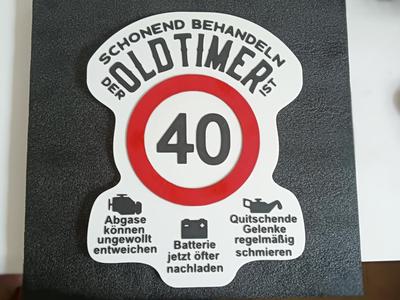 SCHONEND BEHANDELN
DER OLDTIMER IST
40
Abgase
können
ungewollt
entweichen
Batterie
jetzt öfter
nachladen
Quitschende
Gelenke
regelmäßig
schmieren